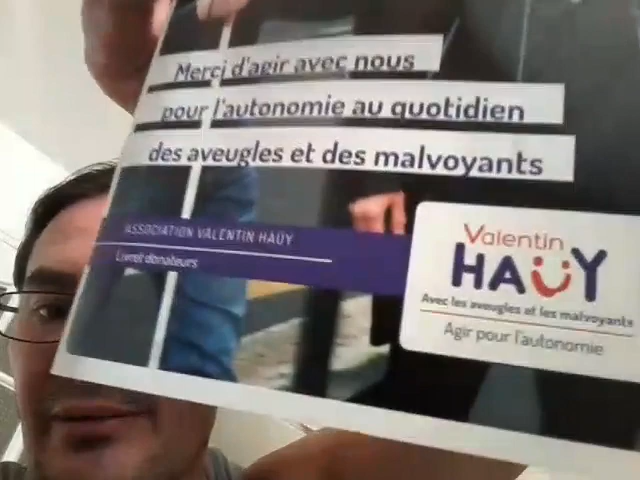 Merci d'agir avec nous
pour l'autonomie au quotidien
des aveugles et des malvoyants
ASSOCIATION VALENTIN HAÜY
Livret donateurs
Valentin
HAÜY
Avec les aveugles et les malvoyants
Agir pour l'autonomie